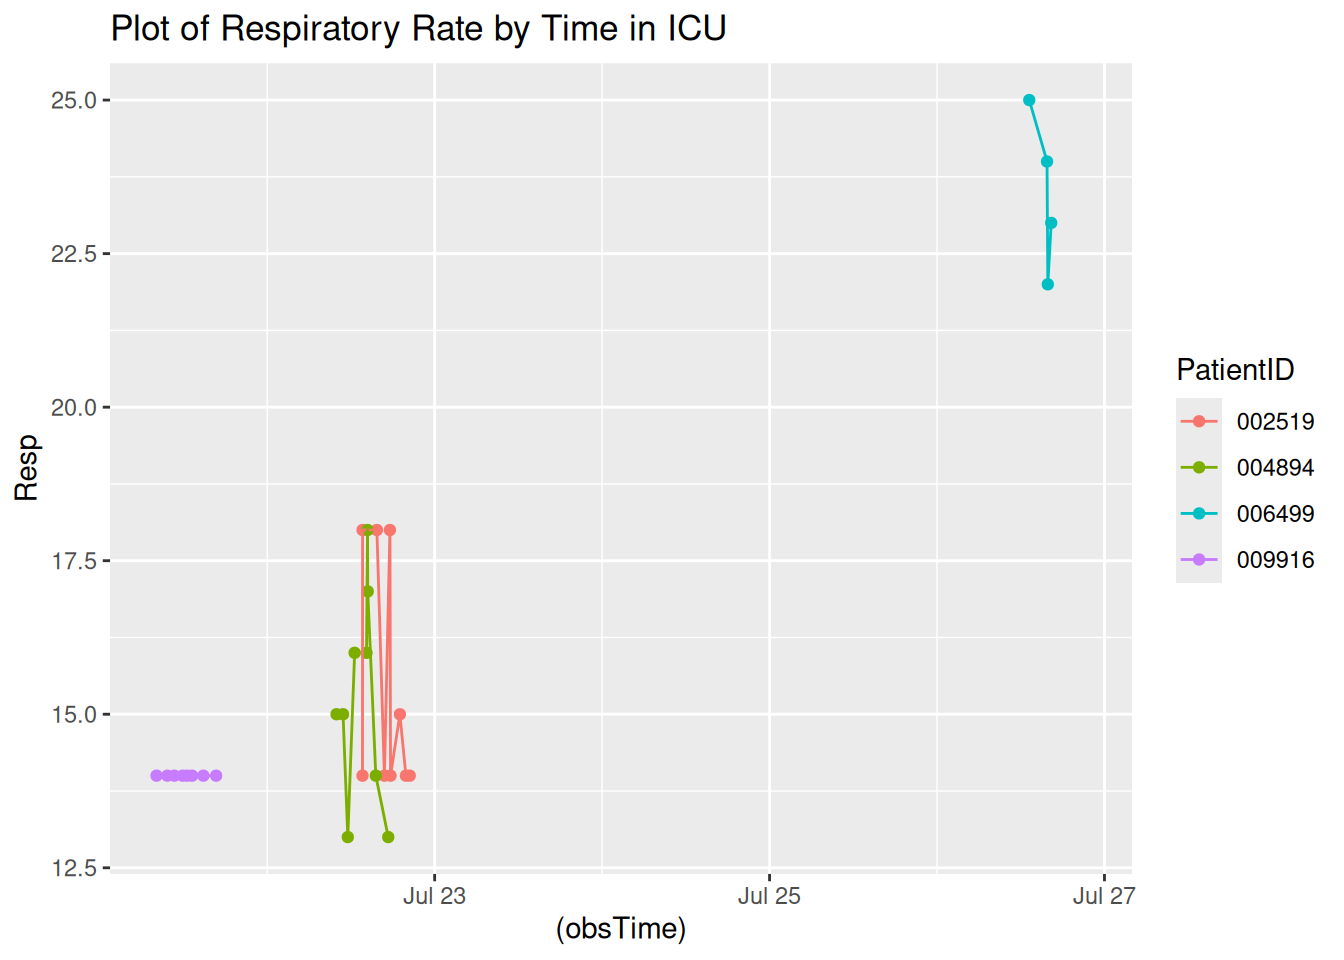 Plot of Respiratory Rate by Time in ICU
25.0
22.5
20.0
17.5
15.0
12.5
Resp
Jul 23
Jul 25
Jul 27
(obsTime)
PatientID
002519
004894
006499
009916